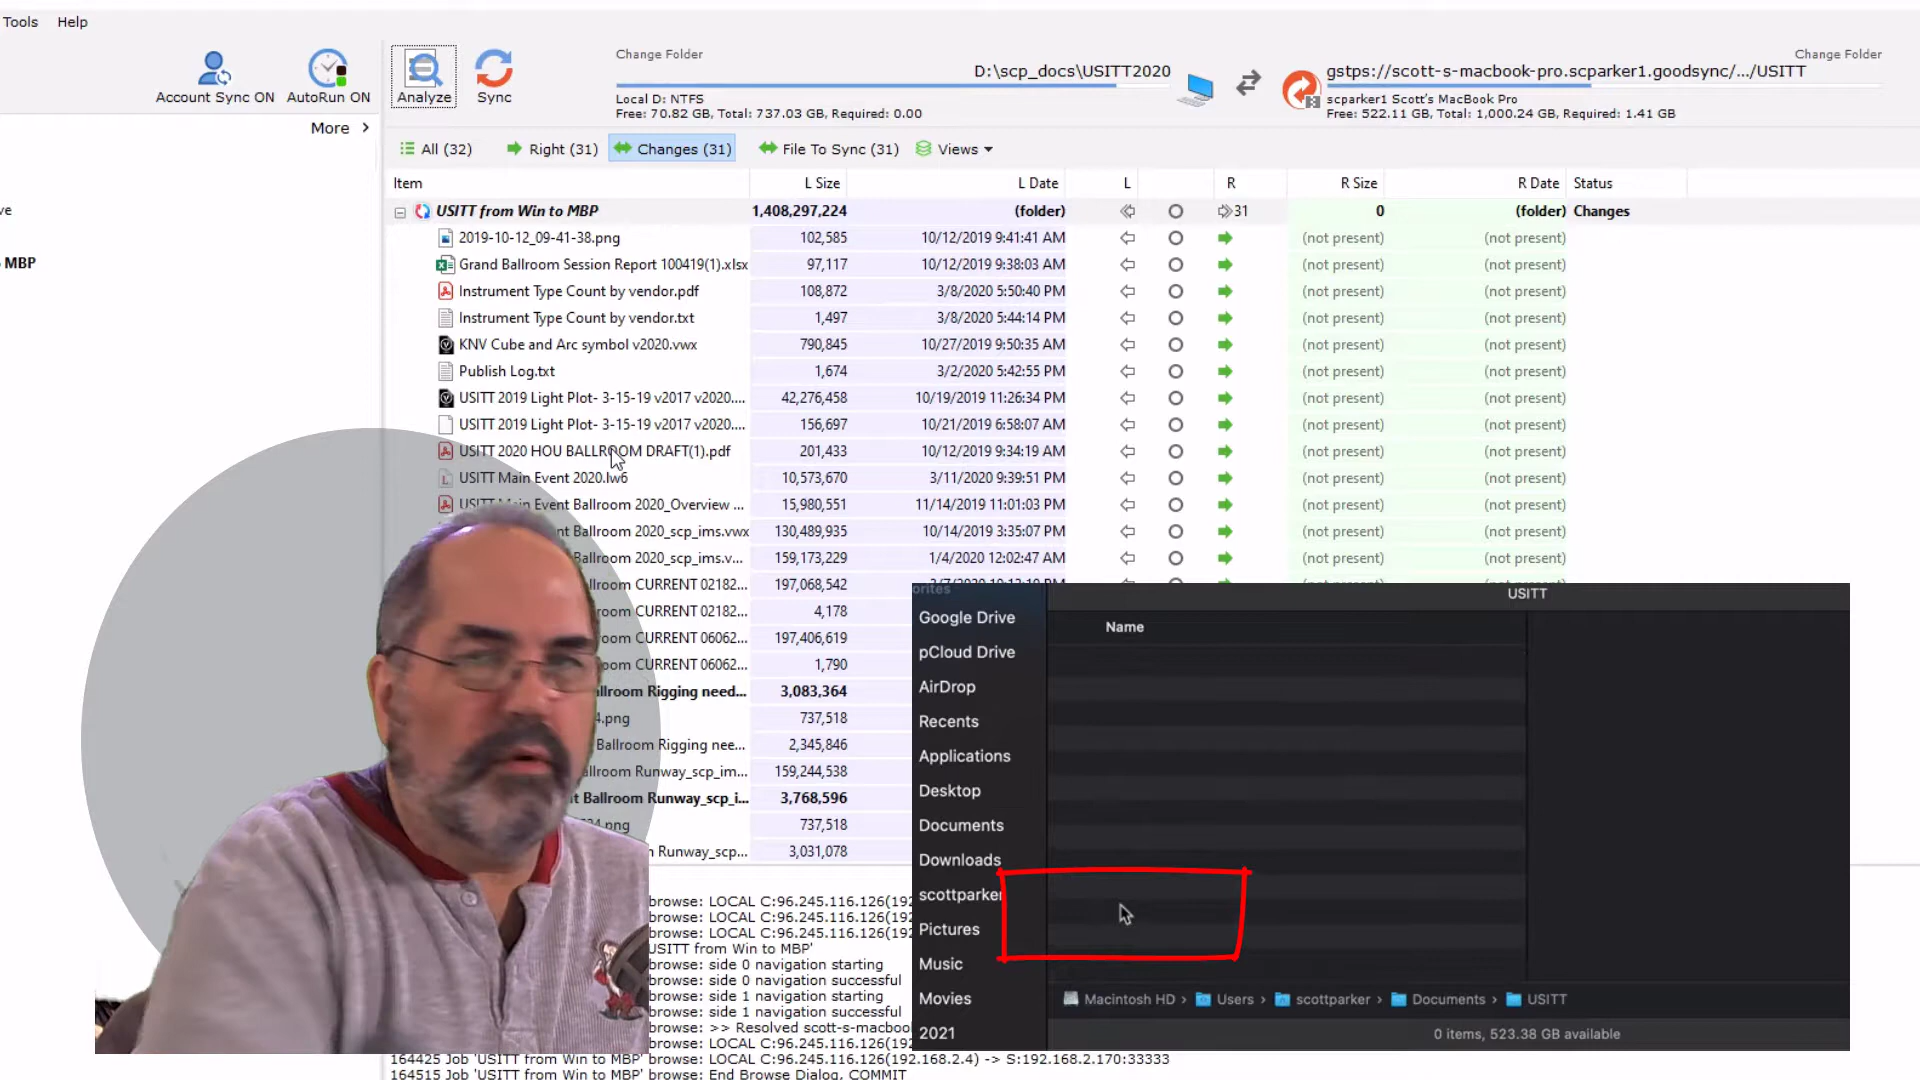 Tools Help
Account Sync ON AutoRun ON Analyze Sync
More >
ve
MBP
Change Folder
D:\scp_docs\USITT2020
Local D: NTFS
Free: 70.82 GB, Total: 737.03 GB, Required: 0.00
Change Folder
gstps://scott-s-macbook-pro.scparker1.goodsync/.../USITT
scparker1 Scott's MacBook Pro
Free: 522.11 GB, Total: 1,000.24 GB, Required: 1.41 GB
All (32) Right (31) Changes (31) File To Sync (31) Views
Item L Size L Date L R R Size R Date Status
USITT from Win to MBP 1,408,297,224 (folder) 31 0 (folder) Changes
2019-10-12_09-41-38.png 102,585 10/12/2019 9:41:41 AM (not present) (not present)
Grand Ballroom Session Report 100419(1).xlsx 97,117 10/12/2019 9:38:03 AM (not present) (not present)
Instrument Type Count by vendor.pdf 108,872 3/8/2020 5:50:40 PM (not present) (not present)
Instrument Type Count by vendor.txt 1,497 3/8/2020 5:44:14 PM (not present) (not present)
KNV Cube and Arc symbol v2020.vwx 790,845 10/27/2019 9:50:35 AM (not present) (not present)
Publish Log.txt 1,674 3/2/2020 5:42:55 PM (not present) (not present)
USITT 2019 Light Plot- 3-15-19 v2017 v2020.... 42,276,458 10/19/2019 11:26:34 PM (not present) (not present)
USITT 2019 Light Plot- 3-15-19 v2017 v2020.... 156,697 10/21/2019 6:58:07 AM (not present) (not present)
USITT 2020 HOU BALLROOM DRAFT(1).pdf 201,433 10/12/2019 9:34:19 AM (not present) (not present)
USITT Main Event 2020.lw6 10,573,670 3/11/2020 9:39:51 PM (not present) (not present)
USITT Main Event Ballroom 2020_Overview ... 15,980,551 11/14/2019 11:01:03 PM (not present) (not present)
nt Ballroom 2020_scp_ims.vwx 130,489,935 10/14/2019 3:35:07 PM (not present) (not present)
Ballroom 2020_scp_ims.v... 159,173,229 1/4/2020 12:02:47 AM (not present) (not present)
llroom CURRENT 02182... 197,068,542
room CURRENT 02182... 4,178
oom CURRENT 06062... 197,406,619
oom CURRENT 06062... 1,790
llroom Rigging need... 3,083,364
4.png 737,518
Ballroom Rigging nee... 2,345,846
allroom Runway_scp_im... 159,244,538
t Ballroom Runway_scp_i... 3,768,596
.png 737,518
n Runway_scp... 3,031,078
browse: LOCAL C:96.245.116.126(192
browse: LOCAL C:96.245.116.126(192
browse: LOCAL C:96.245.116.126(192
USITT from Win to MBP'
browse: side 0 navigation starting
browse: side 0 navigation successful
browse: side 1 navigation starting
browse: side 1 navigation successful
browse: >> Resolved scott-s-macboo
browse: LOCAL C:96.245.116.126(192
164425 Job 'USITT from Win to MBP' browse: LOCAL C:96.245.116.126(192.168.2.4) -> S:192.168.2.170:33333
164515 Job 'USITT from Win to MBP' browse: End Browse Dialog, COMMIT
orites
Google Drive
pCloud Drive
AirDrop
Recents
Applications
Desktop
Documents
Downloads
scottparker
Pictures
Music
Movies
2021
USITT
Name
Macintosh HD › Users › scottparker › Documents › USITT
0 items, 523.38 GB available